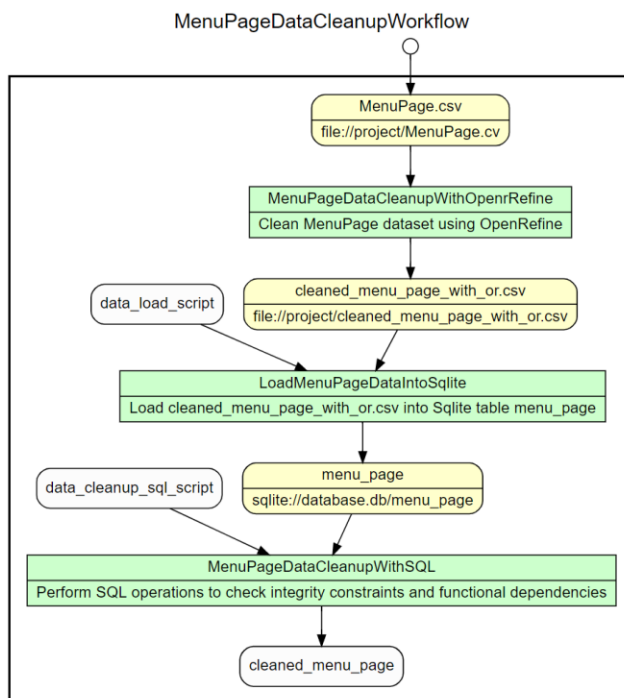 MenuPageDataCleanupWorkflow
MenuPage.csv
file://project/MenuPage.cv
MenuPageDataCleanupWithOpenrRefine
Clean MenuPage dataset using OpenRefine
data_load_script
cleaned_menu_page_with_or.csv
file://project/cleaned_menu_page_with_or.csv
LoadMenuPageDataIntoSqlite
Load cleaned_menu_page_with_or.csv into Sqlite table menu_page
data_cleanup_sql_script
menu_page
sqlite://database.db/menu_page
MenuPageDataCleanupWithSQL
Perform SQL operations to check integrity constraints and functional dependencies
cleaned_menu_page